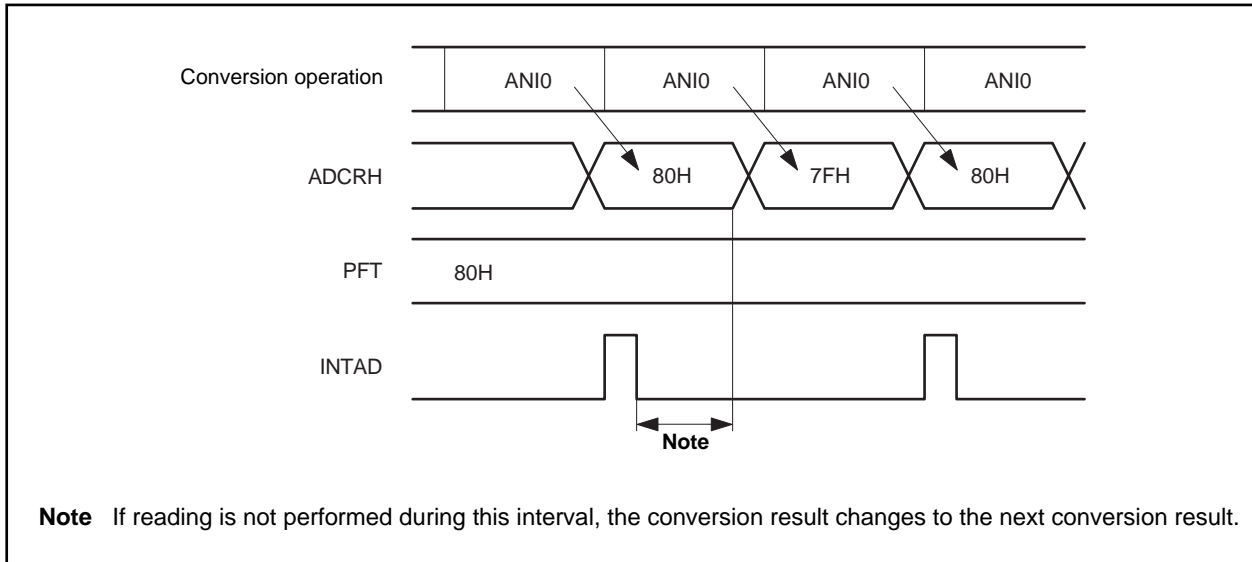 Conversion operation ANI0 ANI0 ANI0 ANI0
ADCRH 80H 7FH 80H
PFT 80H
INTAD
Note
Note If reading is not performed during this interval, the conversion result changes to the next conversion result.